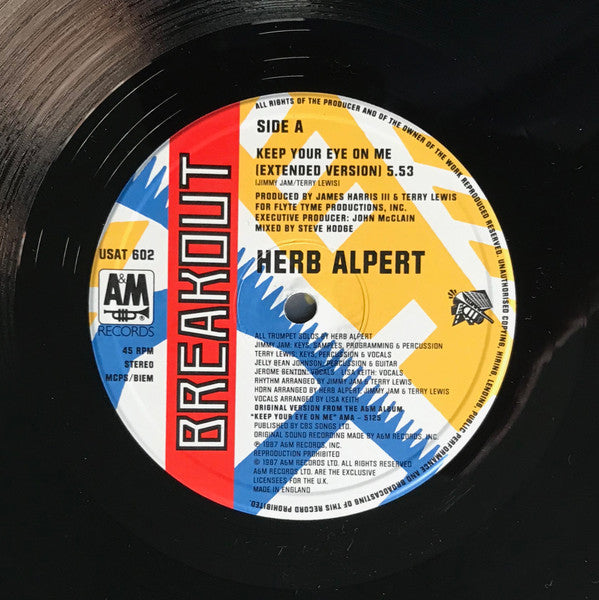 ALL RIGHTS OF THE PRODUCER AND OF THE OWNER OF THE WORK REPRODUCED RESERVED. UNAUTHORISED COPYING, HIRING, LENDING, PUBLIC PERFORMANCE AND BROADCASTING OF THIS RECORD PROHIBITED.
SIDE A
KEEP YOUR EYE ON ME
(EXTENDED VERSION) 5.53
(JIMMY JAM/TERRY LEWIS)
PRODUCED BY JAMES HARRIS III & TERRY LEWIS
FOR FLYTE TYME PRODUCTIONS, INC.
EXECUTIVE PRODUCER: JOHN McCLAIN
MIXED BY STEVE HODGE
HERB ALPERT
BREAKOUT
USAT 602
A&M
RECORDS
45 RPM
STEREO
MCPS/BIEM
ALL TRUMPET SOLOS BY HERB ALPERT
JIMMY JAM: KEYS, SAMPLES, PROGRAMMING & PERCUSSION
TERRY LEWIS: KEYS, PERCUSSION & VOCALS
JELLY BEAN JOHNSON: PERCUSSION & GUITAR
JEROME BENTON: VOCALS LISA KEITH: VOCALS
RHYTHM ARRANGED BY JIMMY JAM & TERRY LEWIS
HORN ARRANGED BY HERB ALPERT, JIMMY JAM & TERRY LEWIS
VOCALS ARRANGED BY LISA KEITH
ORIGINAL VERSION FROM THE A&M ALBUM
"KEEP YOUR EYE ON ME" AMA - 5125
PUBLISHED BY CBS SONGS LTD.
ORIGINAL SOUND RECORDING MADE BY A&M RECORDS, INC.
℗ 1987 A&M RECORDS, INC.
REPRODUCTION PROHIBITED
© 1987 A&M RECORDS LTD. ALL RIGHTS RESERVED
A&M RECORDS LTD. ARE THE EXCLUSIVE
LICENSEES FOR THE U.K.
MADE IN ENGLAND